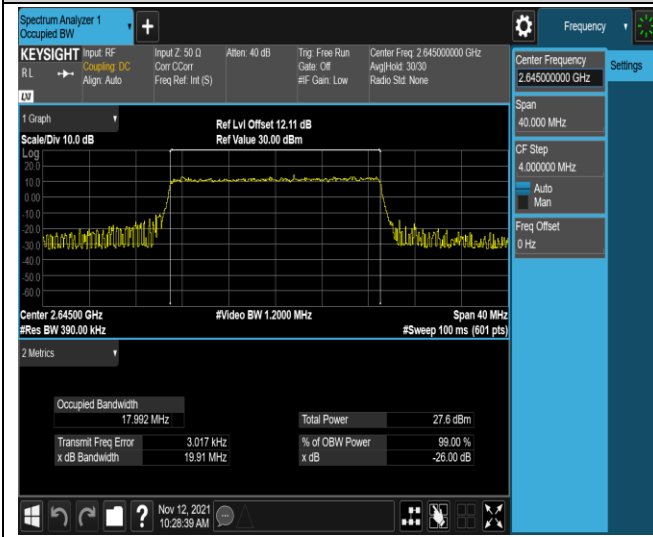 Spectrum Analyzer 1
Occupied BW
Frequency
KEYSIGHT
Input: RF
Coupling: DC
Align: Auto
Input Z: 50 Ω
Corr CCorr
Freq Ref: Int (S)
Atten: 40 dB
Trig: Free Run
Gate: Off
#IF Gain: Low
Center Freq: 2.645000000 GHz
Avg|Hold: 30/30
Radio Std: None
R L
LXI
Center Frequency
2.645000000 GHz
Settings
Span
40.000 MHz
CF Step
4.000000 MHz
Auto
Man
Freq Offset
0 Hz
1 Graph
Scale/Div 10.0 dB
Ref Lvl Offset 12.11 dB
Ref Value 30.00 dBm
Log
20.0
10.0
0.00
-10.0
-20.0
-30.0
-40.0
-50.0
-60.0
Center 2.64500 GHz
#Video BW 1.2000 MHz
Span 40 MHz
#Res BW 390.00 kHz
#Sweep 100 ms (601 pts)
2 Metrics
Occupied Bandwidth
17.992 MHz
Total Power 27.6 dBm
Transmit Freq Error 3.017 kHz
% of OBW Power 99.00 %
x dB Bandwidth 19.91 MHz
x dB -26.00 dB
?
Nov 12, 2021
10:28:39 AM